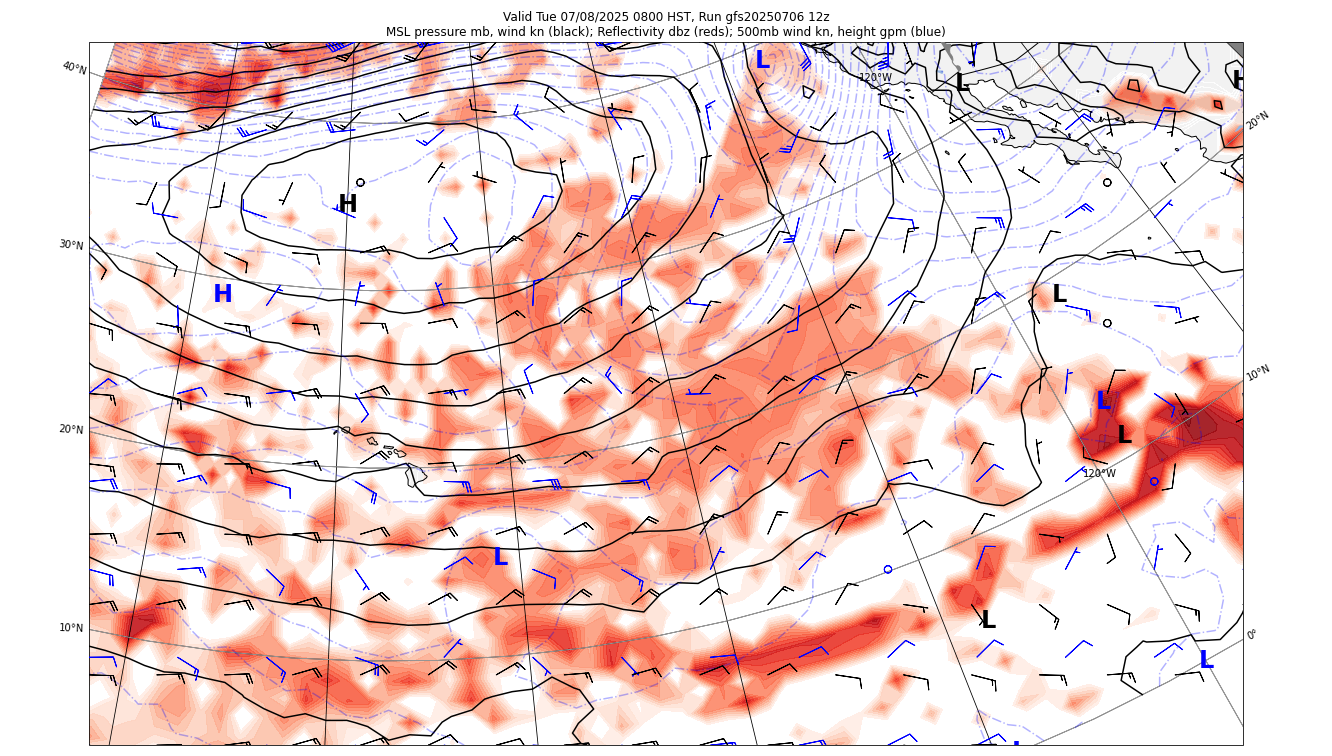 Valid Tue 07/08/2025 0800 HST, Run gfs20250706 12z
MSL pressure mb, wind kn (black); Reflectivity dbz (reds); 500mb wind kn, height gpm (blue)
L
40°N
120°W
L
H
20°N
H
30°N
H
L
10°N
L
20°N
L
120°W
L
10°N
L
0°
L
L